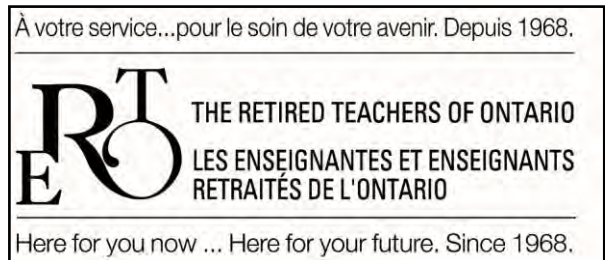 À votre service...pour le soin de votre avenir. Depuis 1968.
ERTO
THE RETIRED TEACHERS OF ONTARIO
LES ENSEIGNANTES ET ENSEIGNANTS
RETRAITÉS DE L'ONTARIO
Here for you now ... Here for your future. Since 1968.